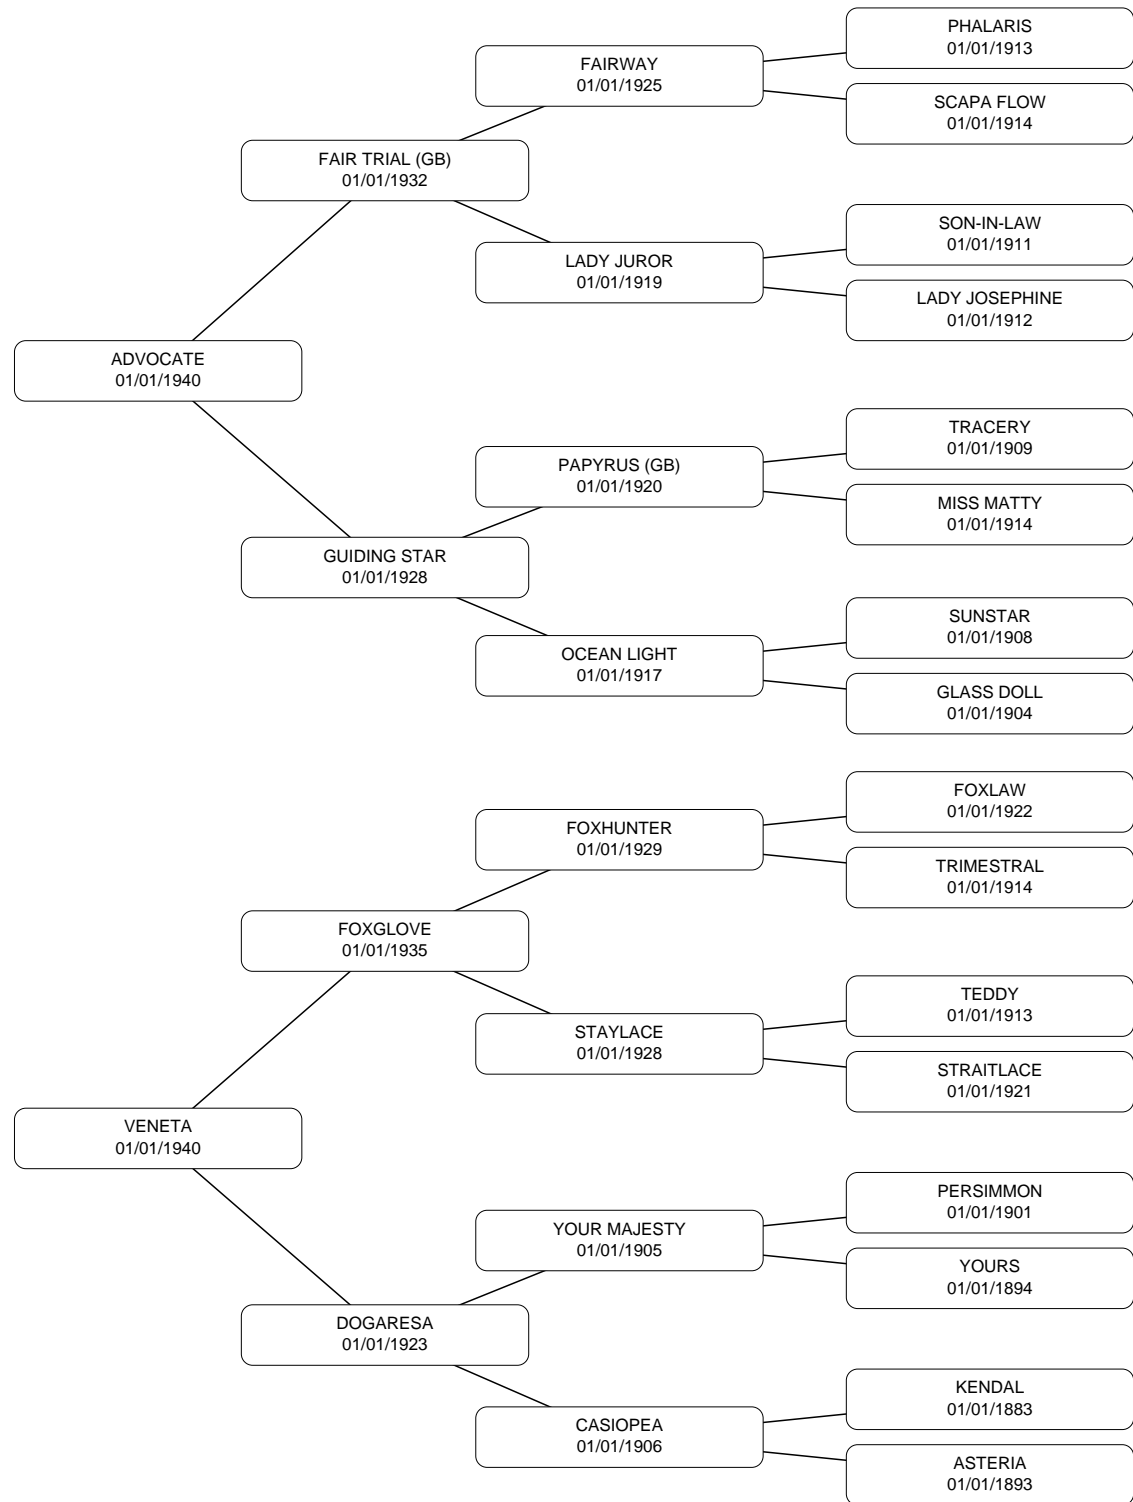 PHALARIS
01/01/1913
FAIRWAY
01/01/1925
SCAPA FLOW
01/01/1914
FAIR TRIAL (GB)
01/01/1932
SON-IN-LAW
01/01/1911
LADY JUROR
01/01/1919
LADY JOSEPHINE
01/01/1912
ADVOCATE
01/01/1940
TRACERY
01/01/1909
PAPYRUS (GB)
01/01/1920
MISS MATTY
01/01/1914
GUIDING STAR
01/01/1928
SUNSTAR
01/01/1908
OCEAN LIGHT
01/01/1917
GLASS DOLL
01/01/1904
FOXLAW
01/01/1922
FOXHUNTER
01/01/1929
TRIMESTRAL
01/01/1914
FOXGLOVE
01/01/1935
TEDDY
01/01/1913
STAYLACE
01/01/1928
STRAITLACE
01/01/1921
VENETA
01/01/1940
PERSIMMON
01/01/1901
YOUR MAJESTY
01/01/1905
YOURS
01/01/1894
DOGARESA
01/01/1923
KENDAL
01/01/1883
CASIOPEA
01/01/1906
ASTERIA
01/01/1893